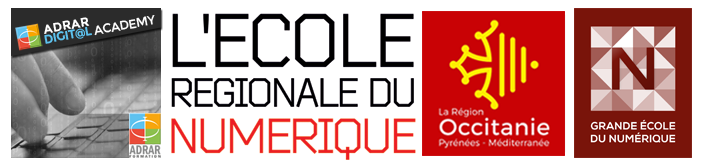 ADRAR
DIGIT@L ACADEMY
ADRAR
FORMATION
L'ECOLE
REGIONALE DU
NUMERIQUE
La Région
Occitanie
Pyrénées - Méditerranée
N
GRANDE ÉCOLE
DU NUMÉRIQUE